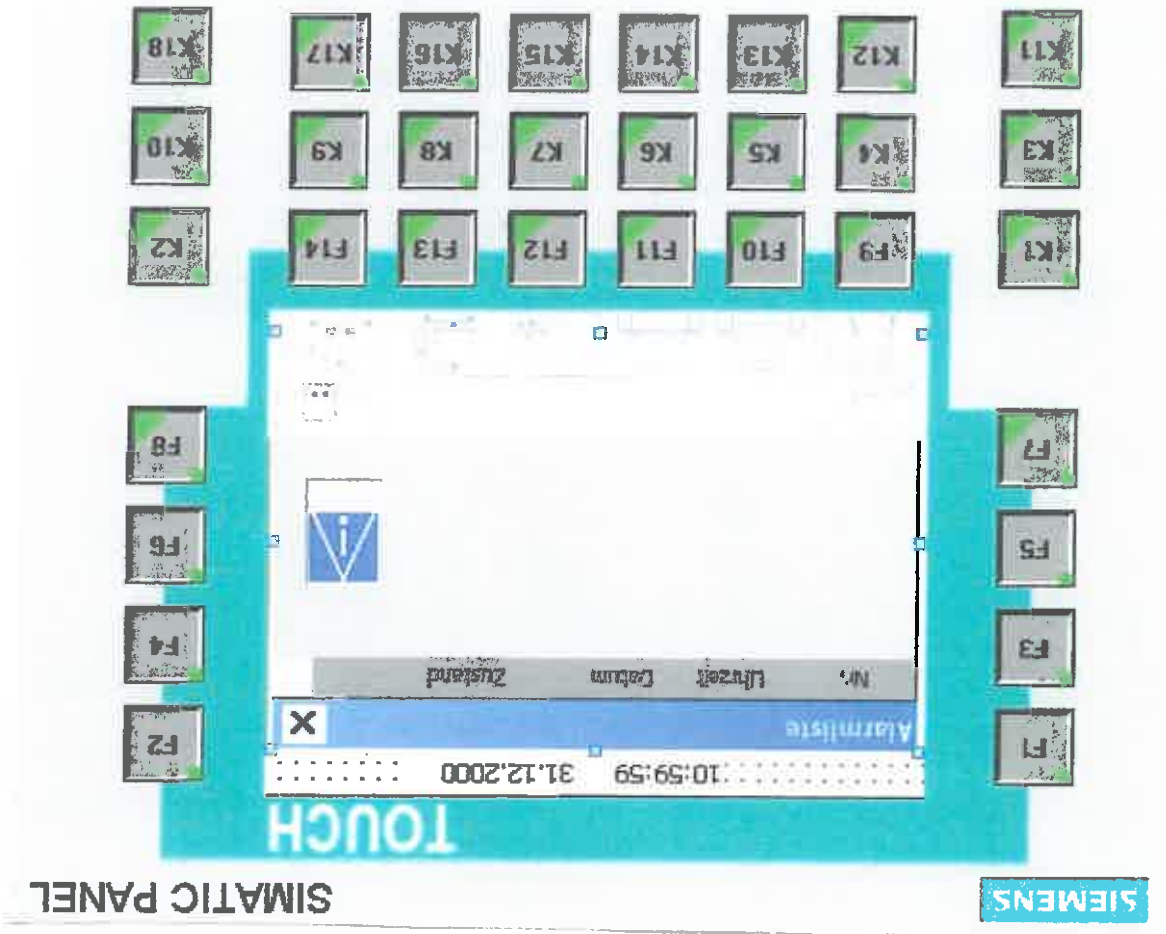 SIEMENS SIMATIC PANEL
TOUCH
10:59:59 31.12.2000
F1 Alarmliste X F2
Nr. Uhrzeit Datum Zustand
F3 F4
F5 i F6
F7 F8
K1 F9 F10 F11 F12 F13 F14 K2
K3 K4 K5 K6 K7 K8 K9 K10
K11 K12 K13 K14 K15 K16 K17 K18